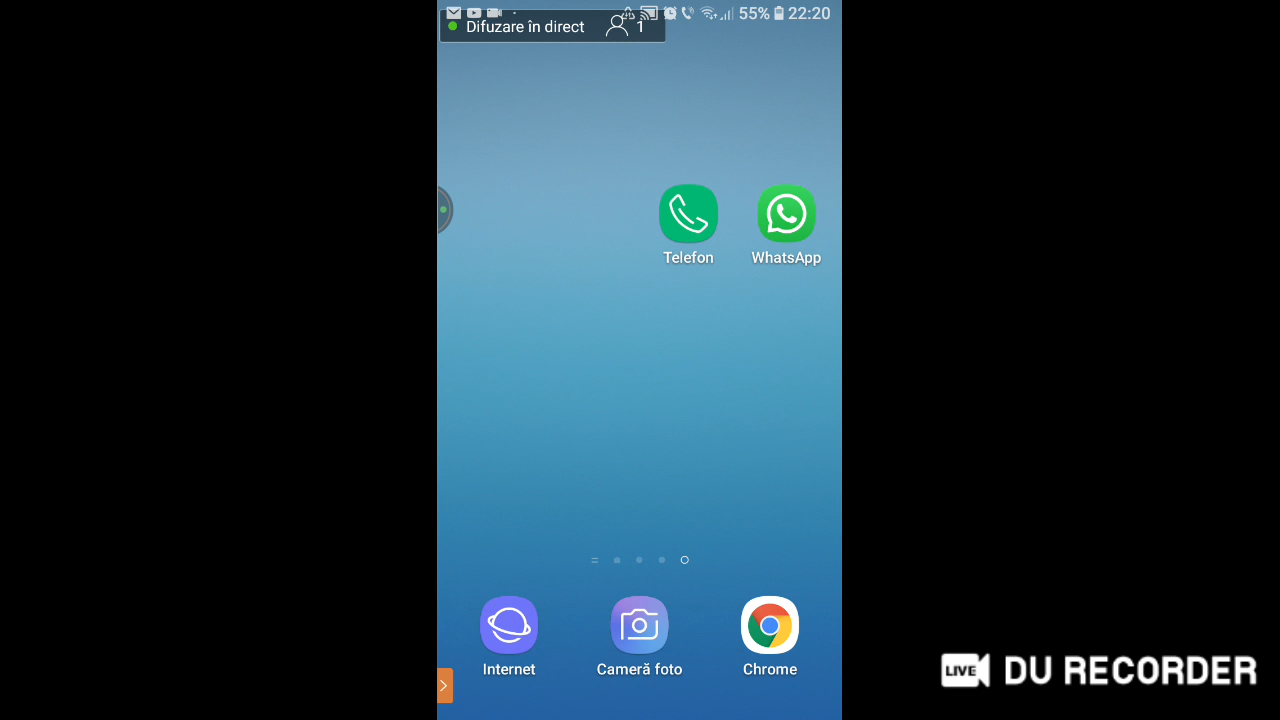 55% 22:20
Difuzare în direct 1
Telefon WhatsApp
Internet Cameră foto Chrome
LIVE DU RECORDER